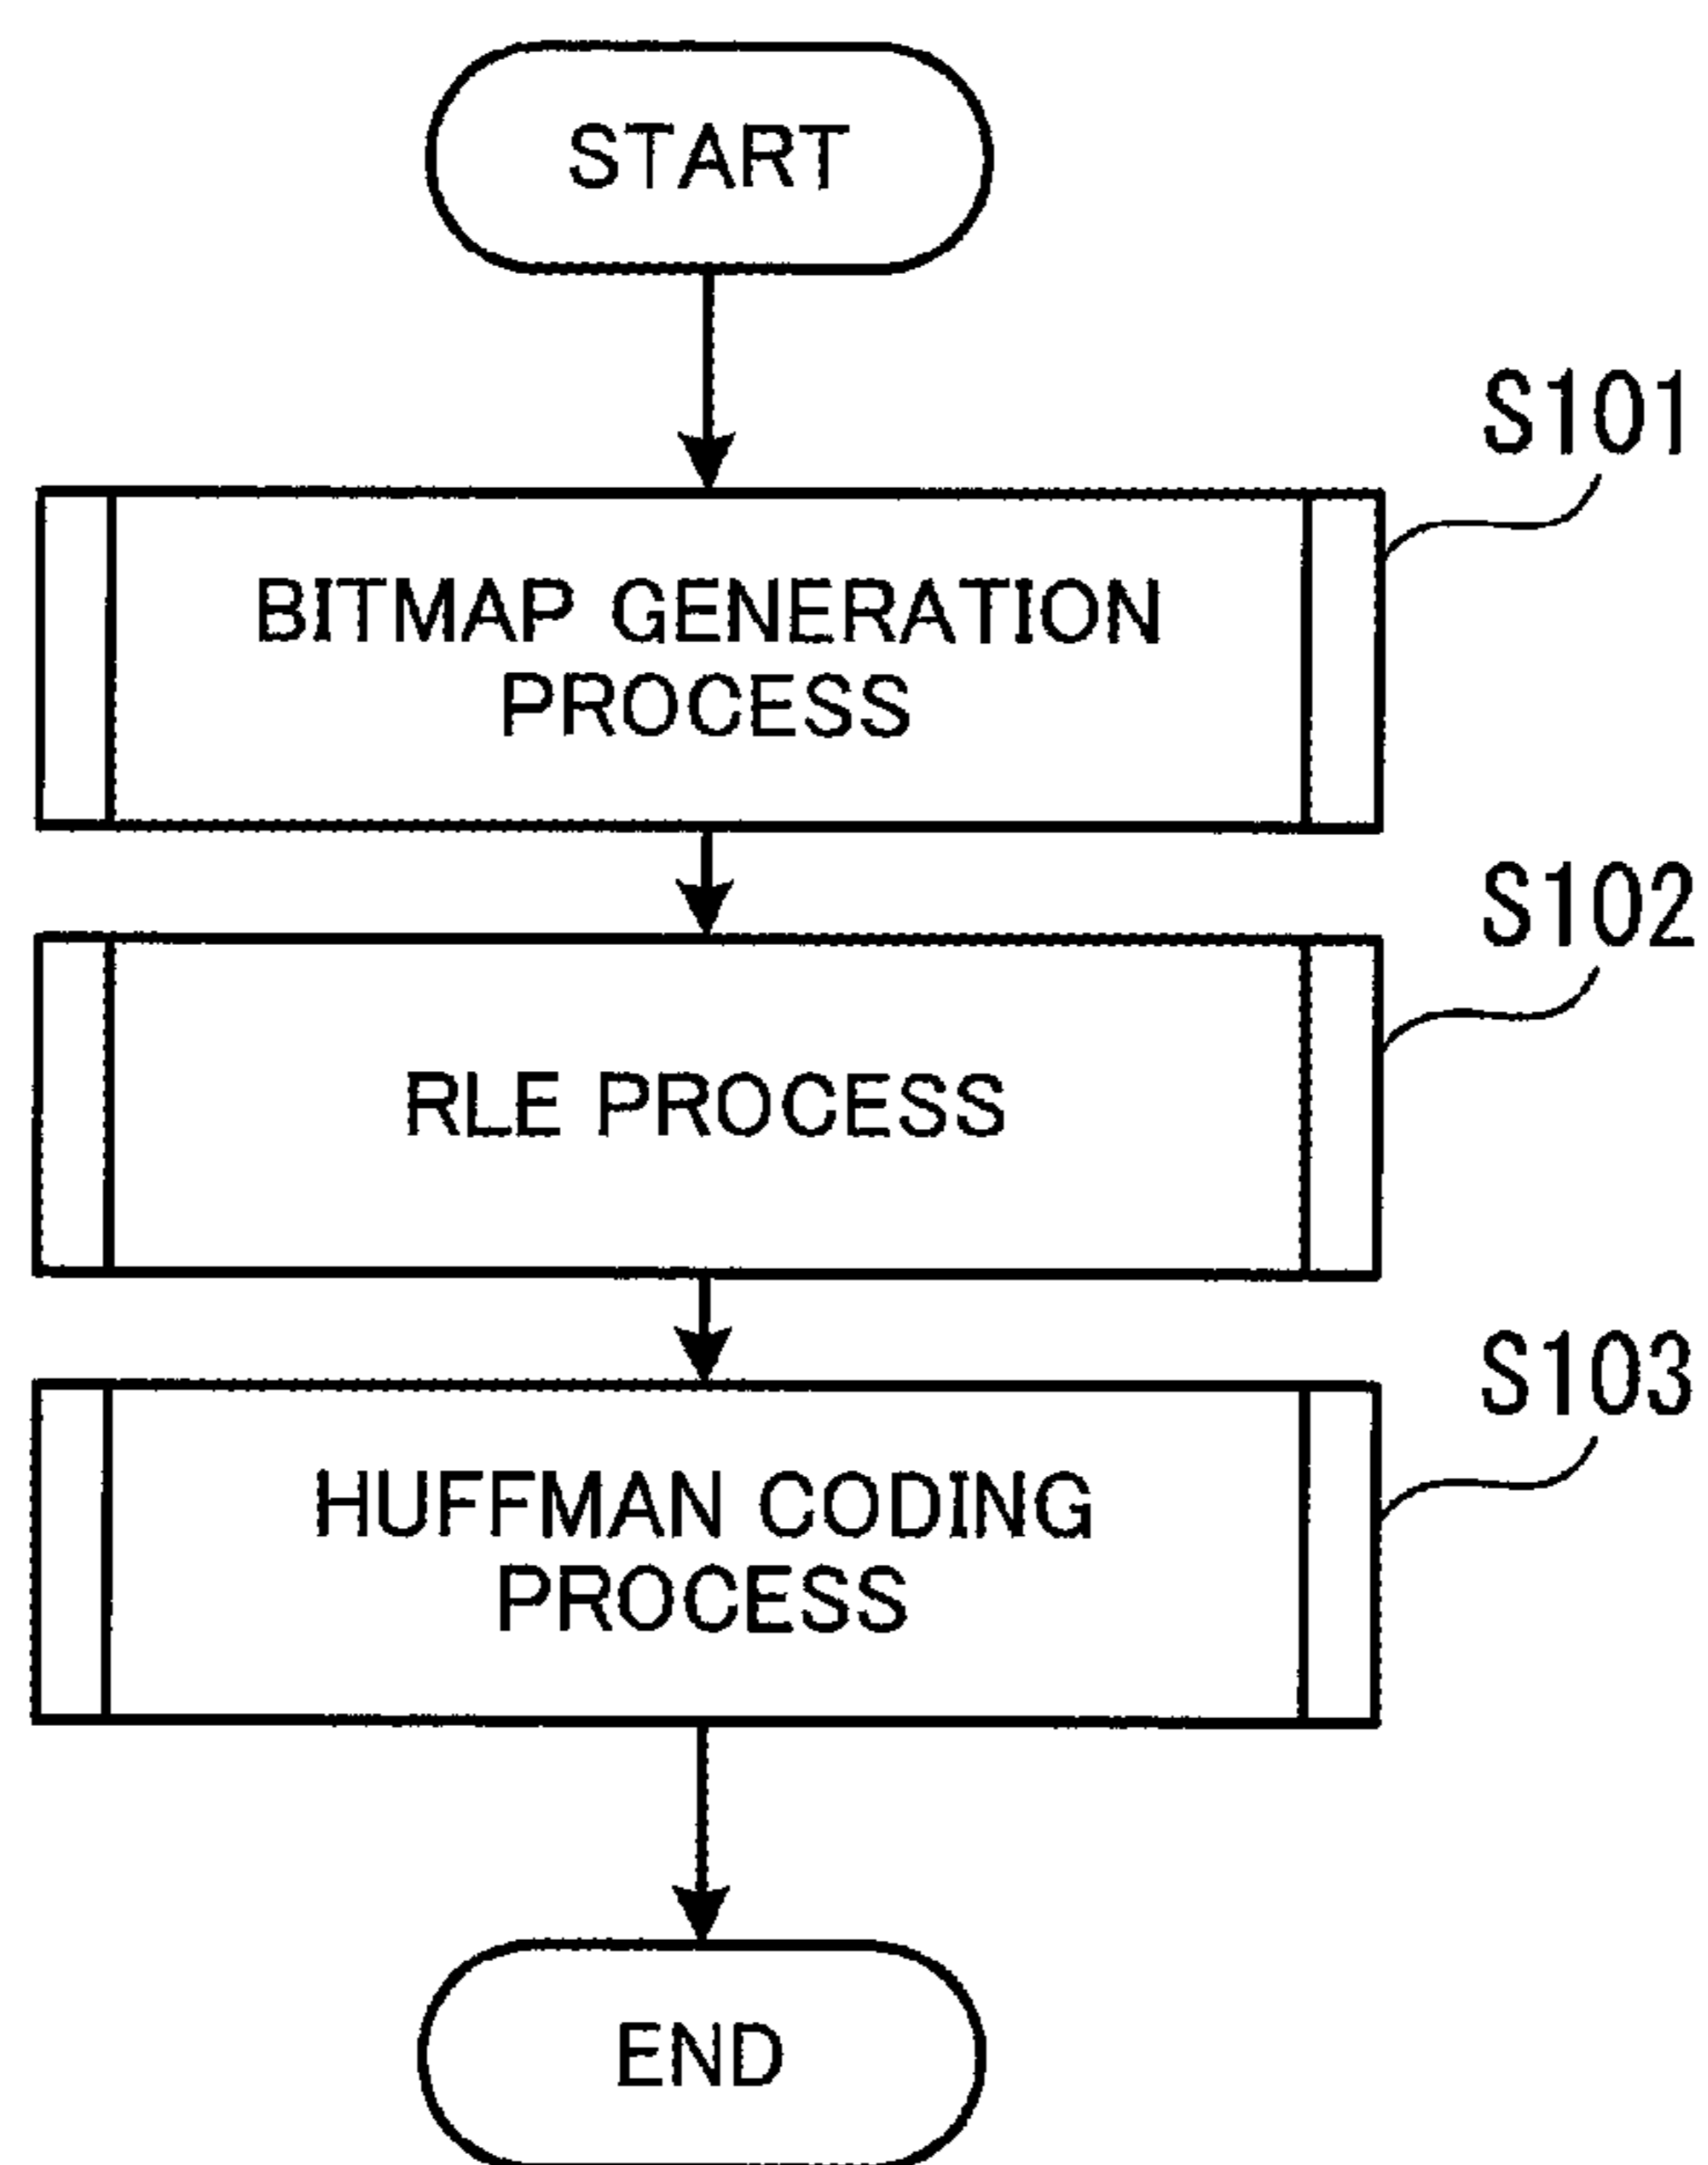 START
S101
BITMAP GENERATION
PROCESS
S102
RLE PROCESS
S103
HUFFMAN CODING
PROCESS
END